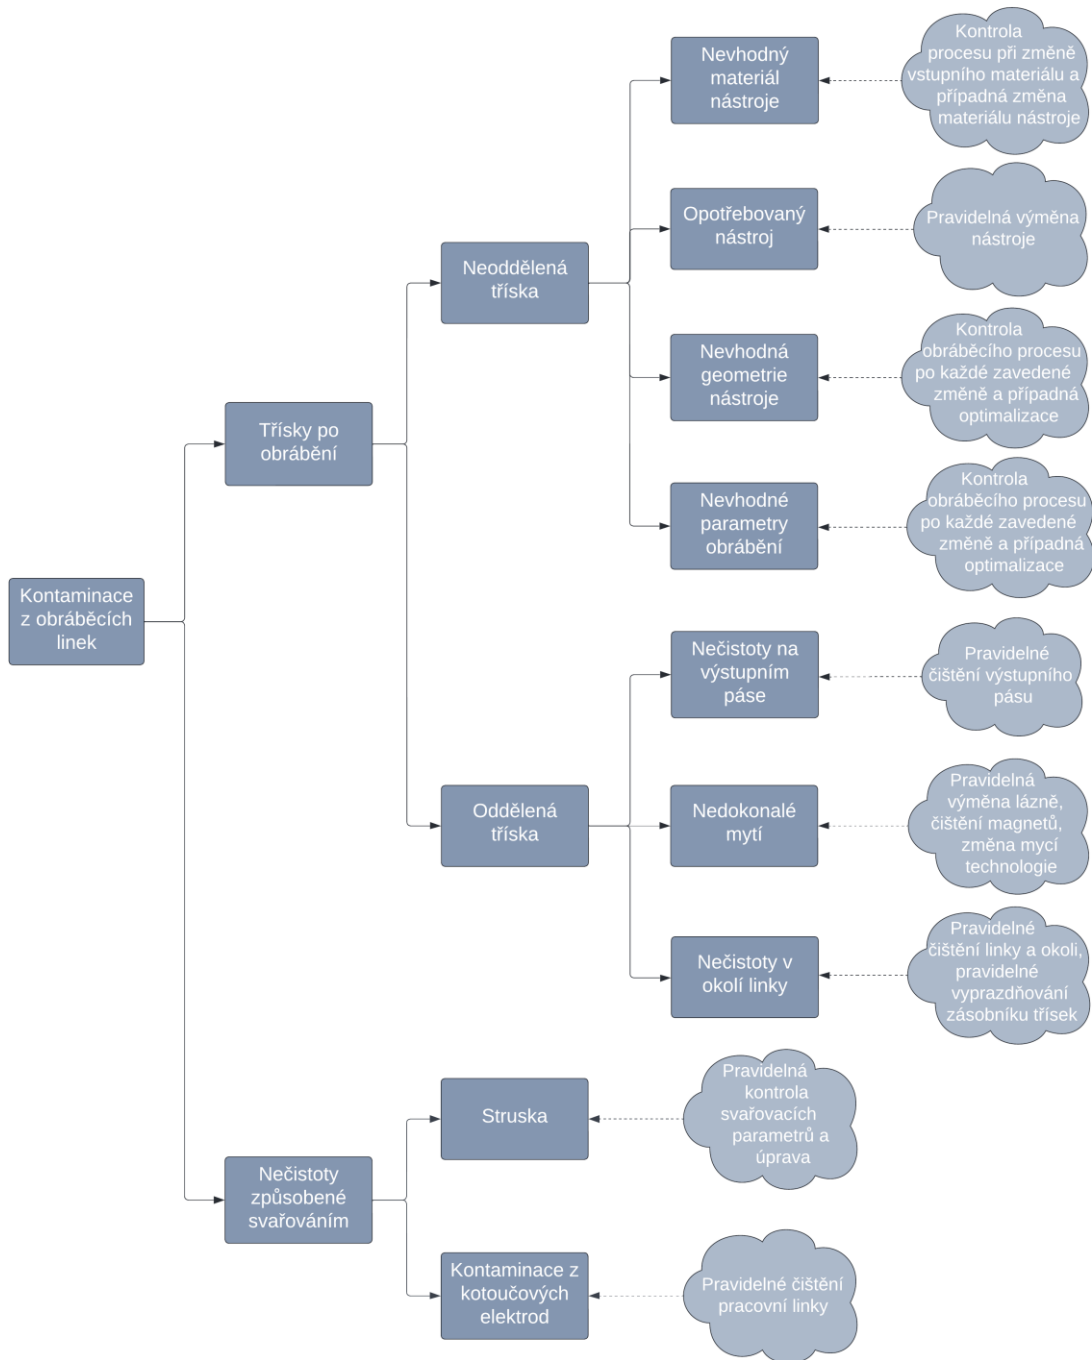 Kontaminace
z obráběcích
linek
Třísky po
obrábění
Neoddělená
tříska
Nevhodný
materiál
nástroje
Kontrola
procesu při změně
vstupního materiálu a
případná změna
materiálu nástroje
Opotřebovaný
nástroj
Pravidelná výměna
nástroje
Nevhodná
geometrie
nástroje
Kontrola
obráběcího procesu
po každé zavedené
změně a případná
optimalizace
Nevhodné
parametry
obrábění
Kontrola
obráběcího procesu
po každé zavedené
změně a případná
optimalizace
Oddělená
tříska
Nečistoty na
výstupním
páse
Pravidelné
čištění výstupního
pásu
Nedokonalé
mytí
Pravidelná
výměna lázně,
čištění magnetů,
změna mycí
technologie
Nečistoty v
okolí linky
Pravidelné
čištění linky a okoli,
pravidelné
vyprazdňování
zásobníku třísek
Nečistoty
způsobené
svařováním
Struska
Pravidelná
kontrola
svařovacích
parametrů a
úprava
Kontaminace z
kotoučových
elektrod
Pravidelné čištění
pracovní linky